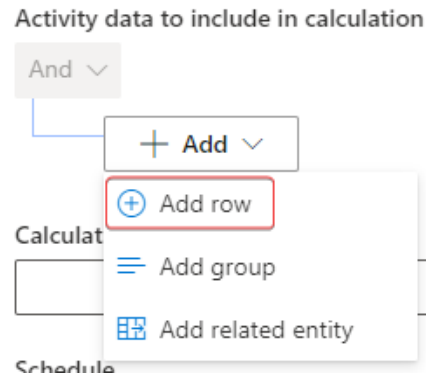 Activity data to include in calculation
And
Add
Add row
Calculat
Add group
Add related entity
Schedule